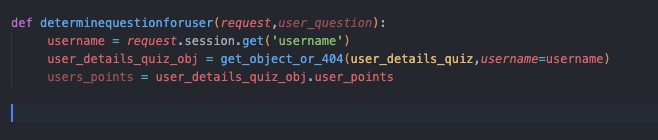 def determinequestionforuser(request,user_question):
username = request.session.get('username')
user_details_quiz_obj = get_object_or_404(user_details_quiz,username=username)
users_points = user_details_quiz_obj.user_points